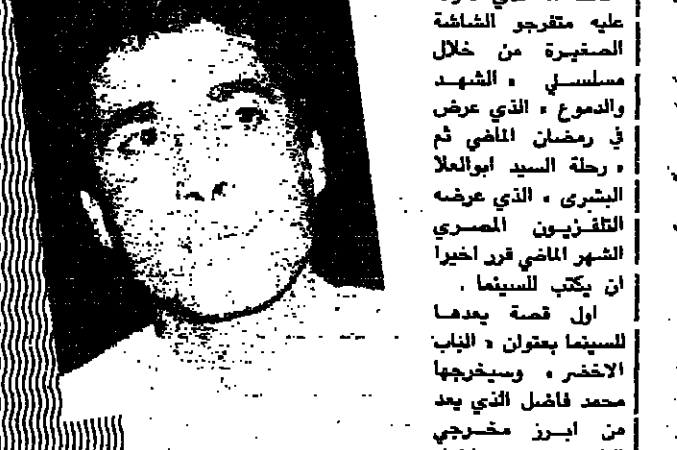 عليه متفرجو الشاشة
الصغيرة من خلال
مسلسلي « الشهد
والدموع » الذي عرض
في رمضان الماضي ثم
« رحلة السيد ابوالعلا
البشرى » الذي عرضه
التلفزيون المصري
الشهر الماضي قرر اخيرا
ان يكتب للسينما .
اول قصة يعدها
للسينما بعنوان « الباب
الاخضر » وسيخرجها
محمد فاضل الذي يعد
من ابرز مخرجي